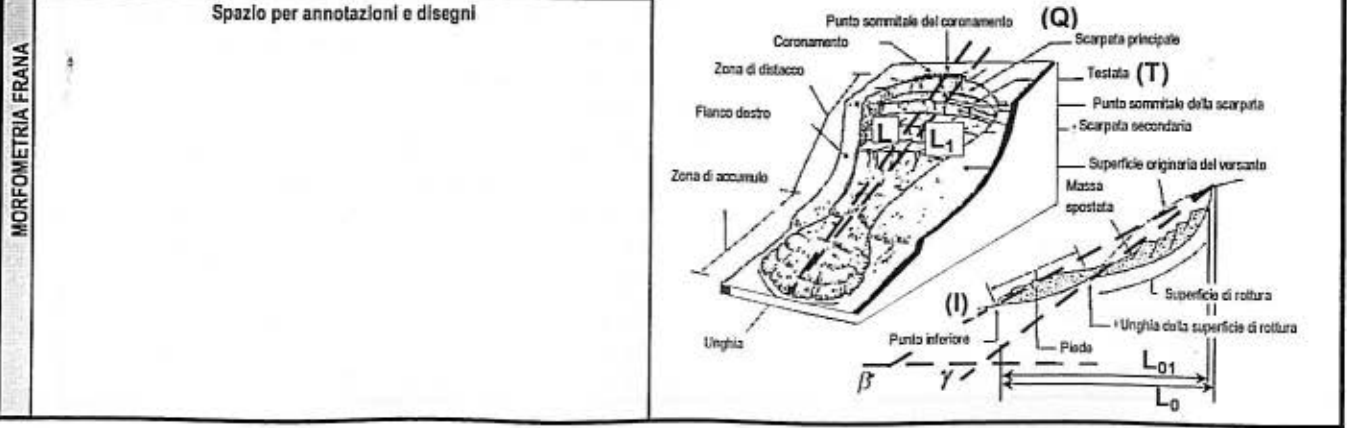 MORFOMETRIA FRANA
Spazio per annotazioni e disegni
Punto sommitale del coronamento (Q)
Coronamento
Scarpata principale
Zona di distacco
Testata (T)
Fianco destro
Punto sommitale della scarpata
Scarpata secondaria
L
L1
Superficie originaria del versante
Zona di accumulo
Massa
spostata
(I)
Superficie di rottura
Unghia della superficie di rottura
Unghia
Punto inferiore
Piede
β
γ
L01
L0